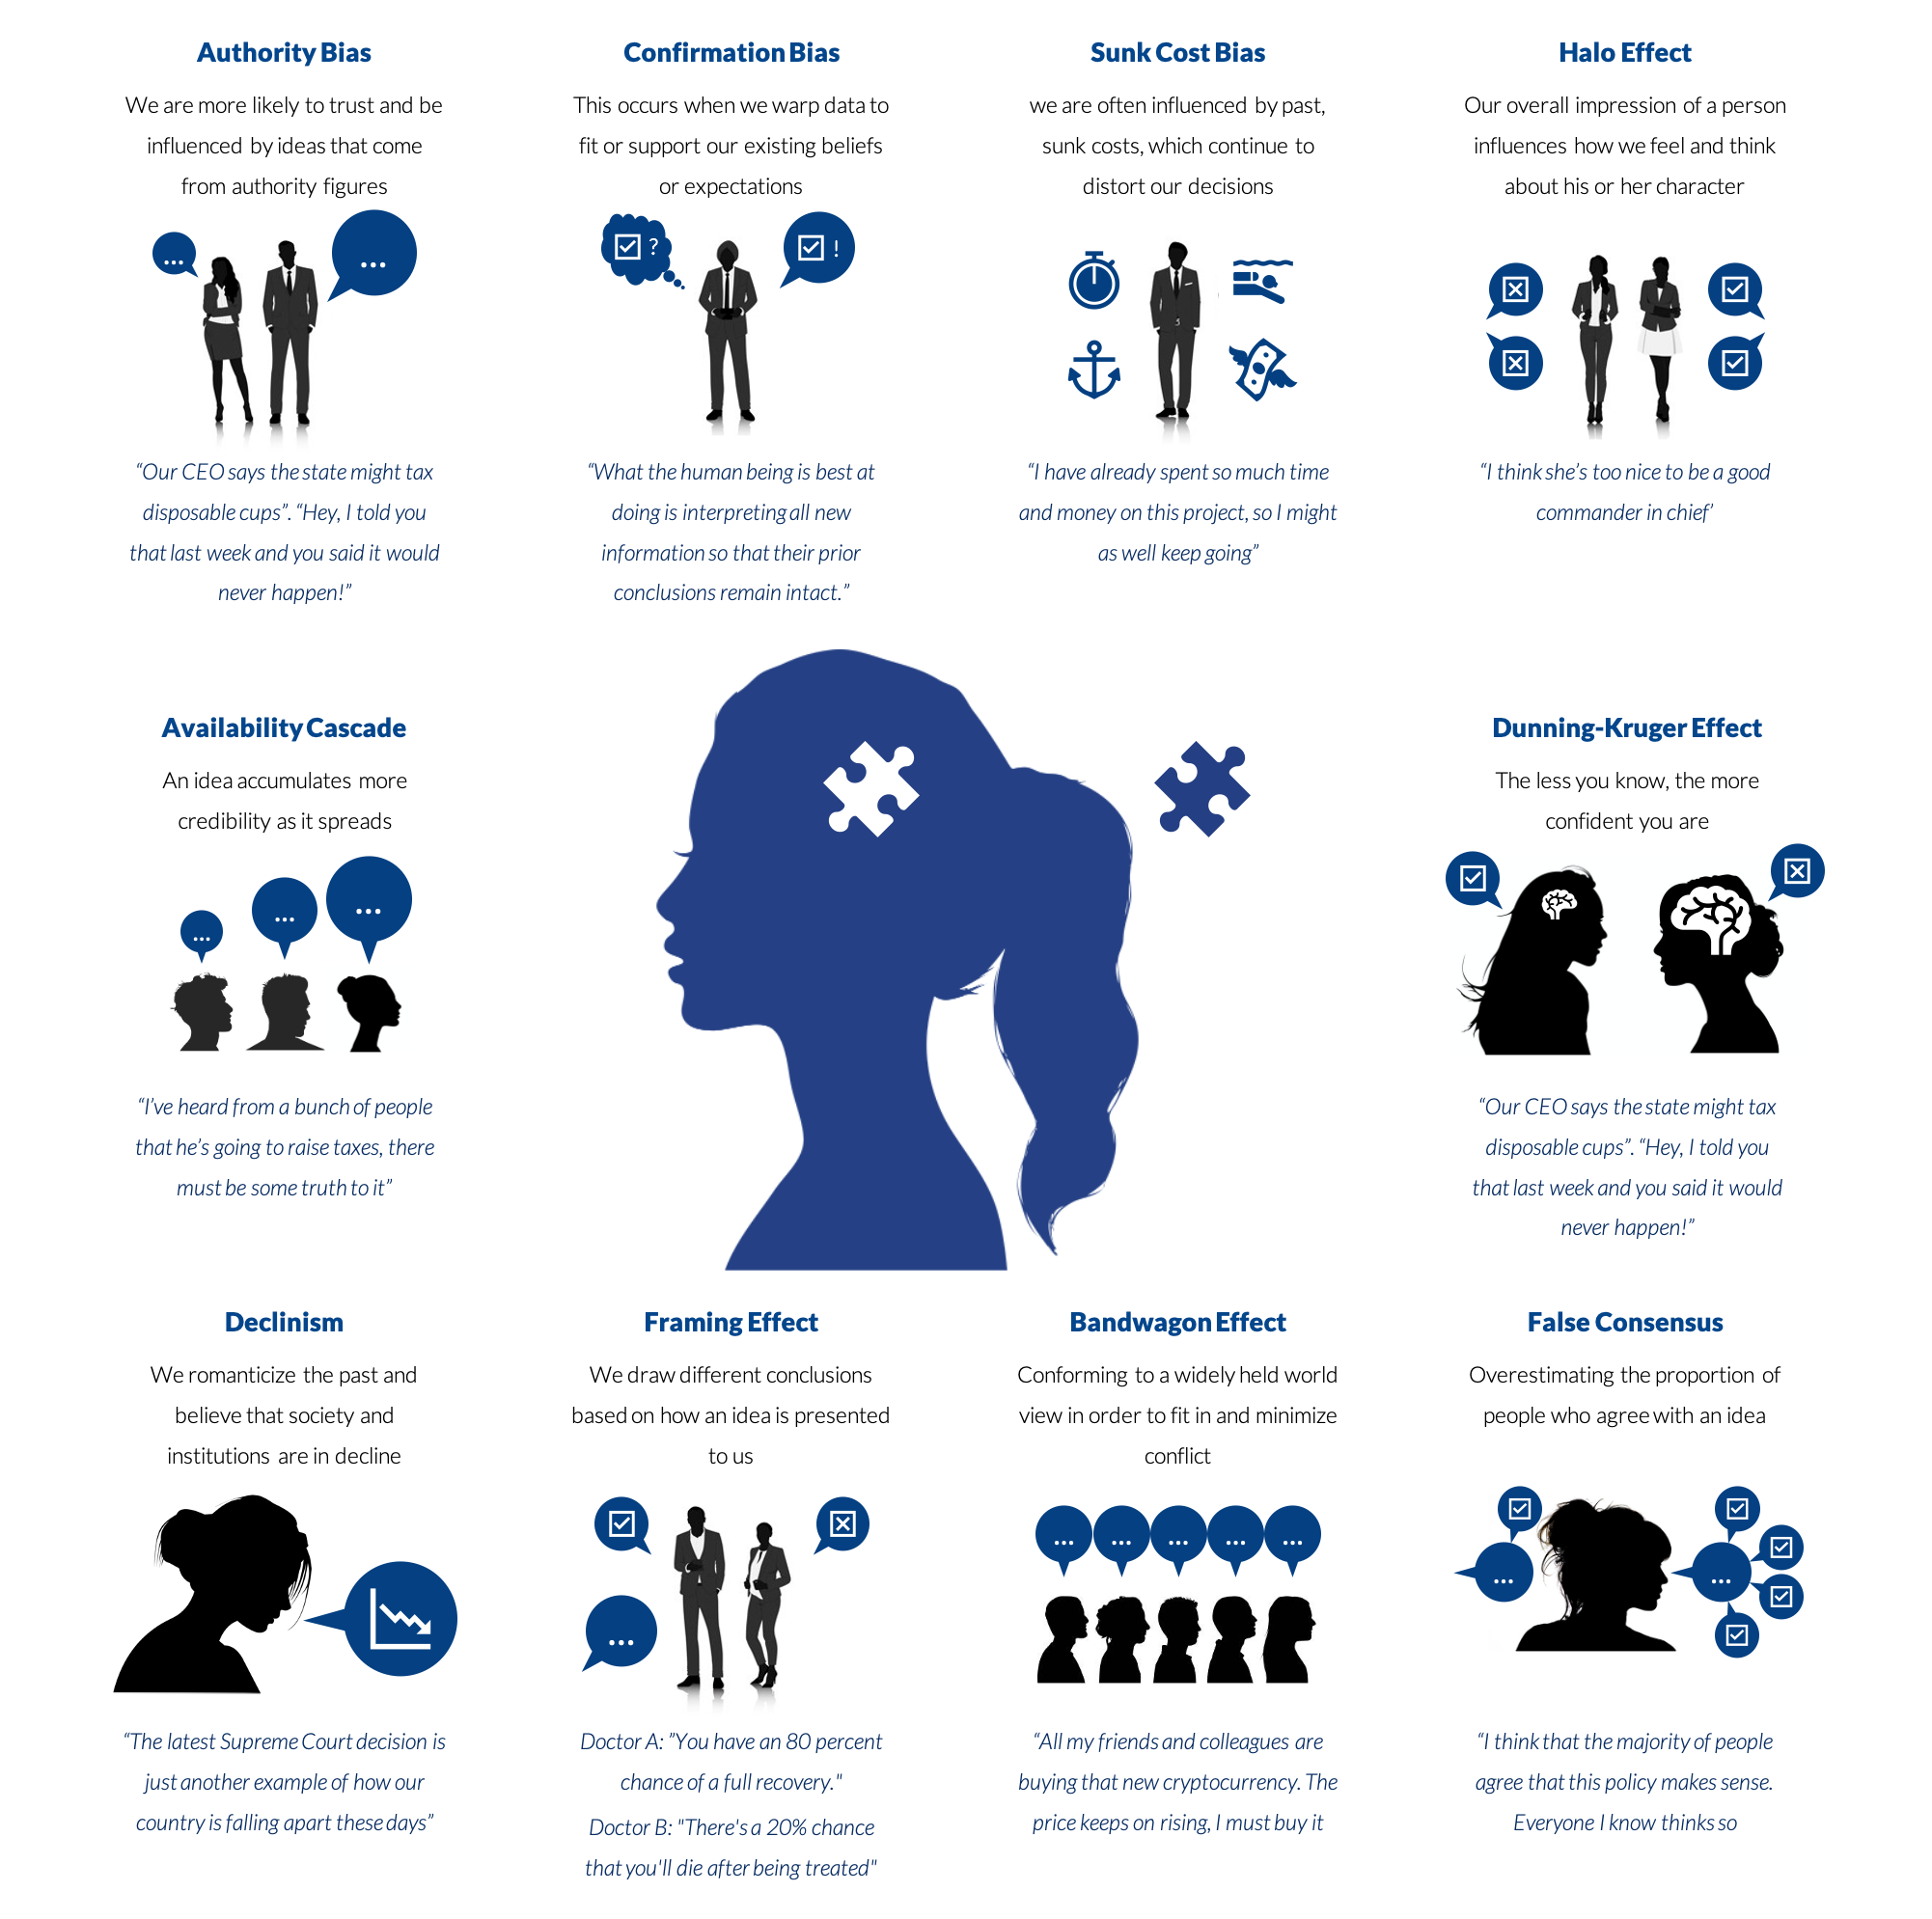 Authority Bias
We are more likely to trust and be
influenced by ideas that come
from authority figures
...
...
“Our CEO says the state might tax
disposable cups”. “Hey, I told you
that last week and you said it would
never happen!”
Confirmation Bias
This occurs when we warp data to
fit or support our existing beliefs
or expectations
?
!
“What the human being is best at
doing is interpreting all new
information so that their prior
conclusions remain intact.”
Sunk Cost Bias
we are often influenced by past,
sunk costs, which continue to
distort our decisions
“I have already spent so much time
and money on this project, so I might
as well keep going”
Halo Effect
Our overall impression of a person
influences how we feel and think
about his or her character
“I think she’s too nice to be a good
commander in chief’
Availability Cascade
An idea accumulates more
credibility as it spreads
...
...
...
“I’ve heard from a bunch of people
that he’s going to raise taxes, there
must be some truth to it”
Dunning-Kruger Effect
The less you know, the more
confident you are
“Our CEO says the state might tax
disposable cups”. “Hey, I told you
that last week and you said it would
never happen!”
Declinism
We romanticize the past and
believe that society and
institutions are in decline
“The latest Supreme Court decision is
just another example of how our
country is falling apart these days”
Framing Effect
We draw different conclusions
based on how an idea is presented
to us
...
Doctor A: ”You have an 80 percent
chance of a full recovery."
Doctor B: "There's a 20% chance
that you'll die after being treated"
Bandwagon Effect
Conforming to a widely held world
view in order to fit in and minimize
conflict
... ... ... ... ...
“All my friends and colleagues are
buying that new cryptocurrency. The
price keeps on rising, I must buy it
False Consensus
Overestimating the proportion of
people who agree with an idea
...
...
“I think that the majority of people
agree that this policy makes sense.
Everyone I know thinks so